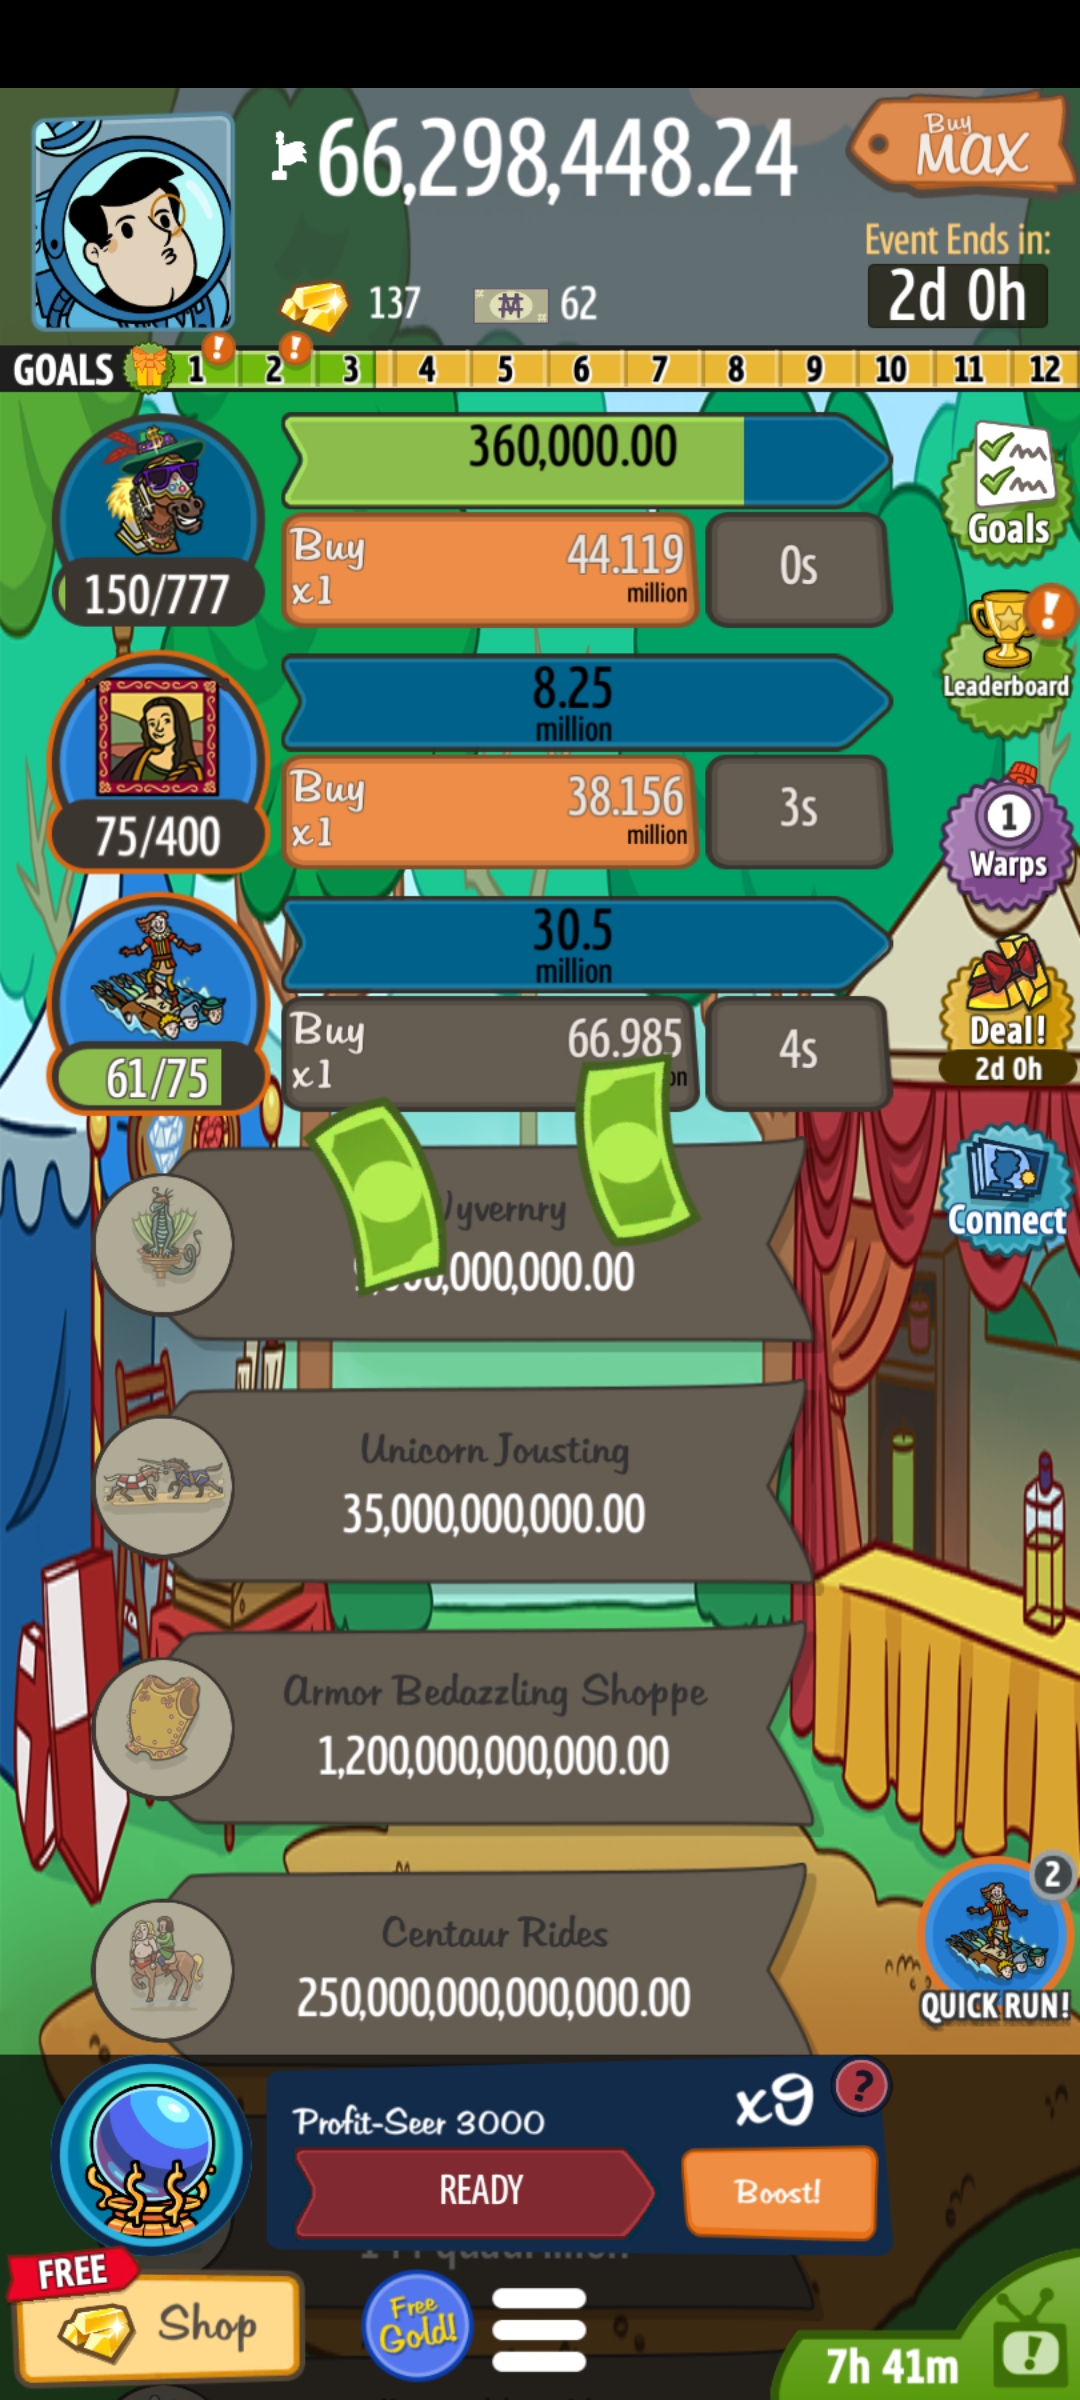 66,298,448.24
Buy
MAX
Event Ends in:
2d 0h
137
62
GOALS 1 ! 2 ! 3 4 5 6 7 8 9 10 11 12
360,000.00
Buy
x1
44.119
million
0s
150/777
Goals
8.25
million
Buy
x1
38.156
million
3s
75/400
!
Leaderboard
1
Warps
30.5
million
Buy
x1
66.985
4s
61/75
Deal!
2d 0h
Connect
,000,000.00
Unicorn Jousting
35,000,000,000.00
Armor Bedazzling Shoppe
1,200,000,000,000.00
Centaur Rides
250,000,000,000,000.00
2
QUICK RUN!
Profit-Seer 3000
x9
?
READY
Boost!
FREE
Shop
Free
Gold!
7h 41m
!